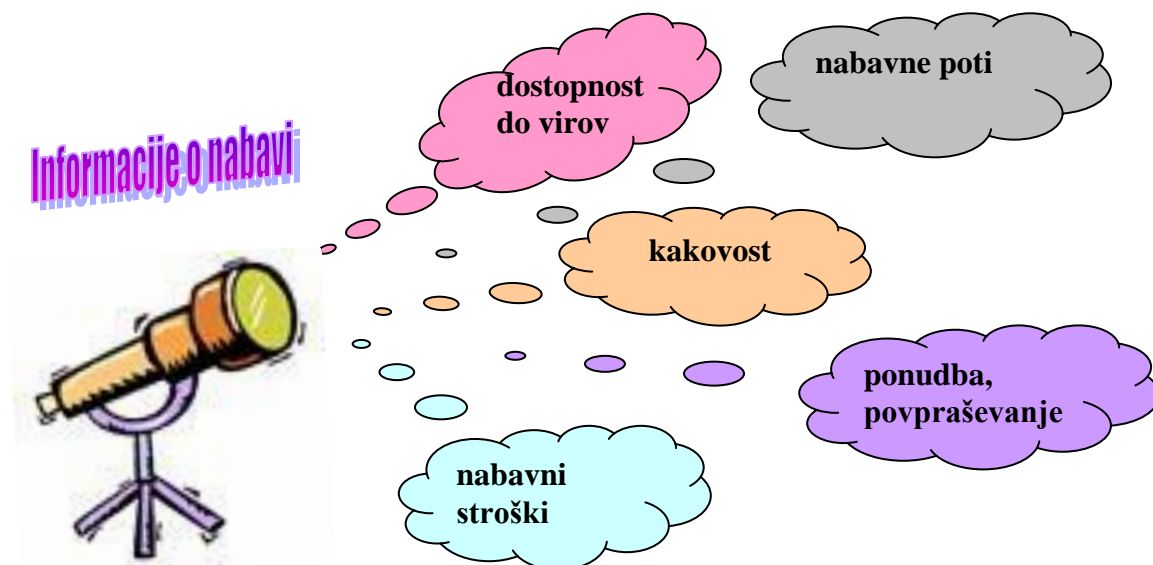 Informacije o nabavi
dostopnost
do virov
nabavne poti
kakovost
ponudba,
povpraševanje
nabavni
stroški